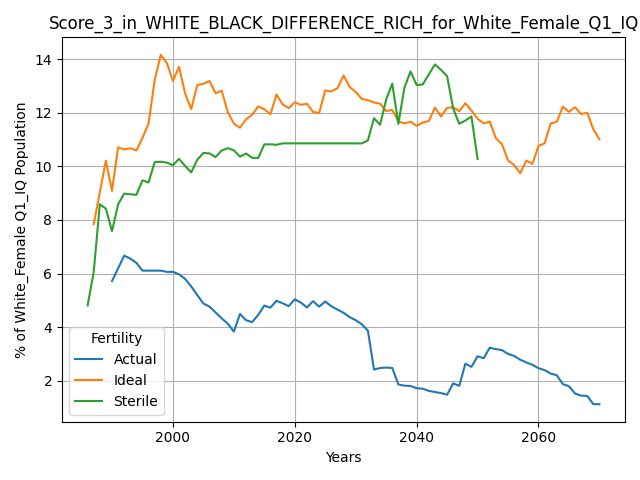 Score_3_in_WHITE_BLACK_DIFFERENCE_RICH_for_White_Female_Q1_IQ
% of White_Female Q1_IQ Population
14
12
10
8
6
4
2
Fertility
Actual
Ideal
Sterile
2000
2020
2040
2060
Years